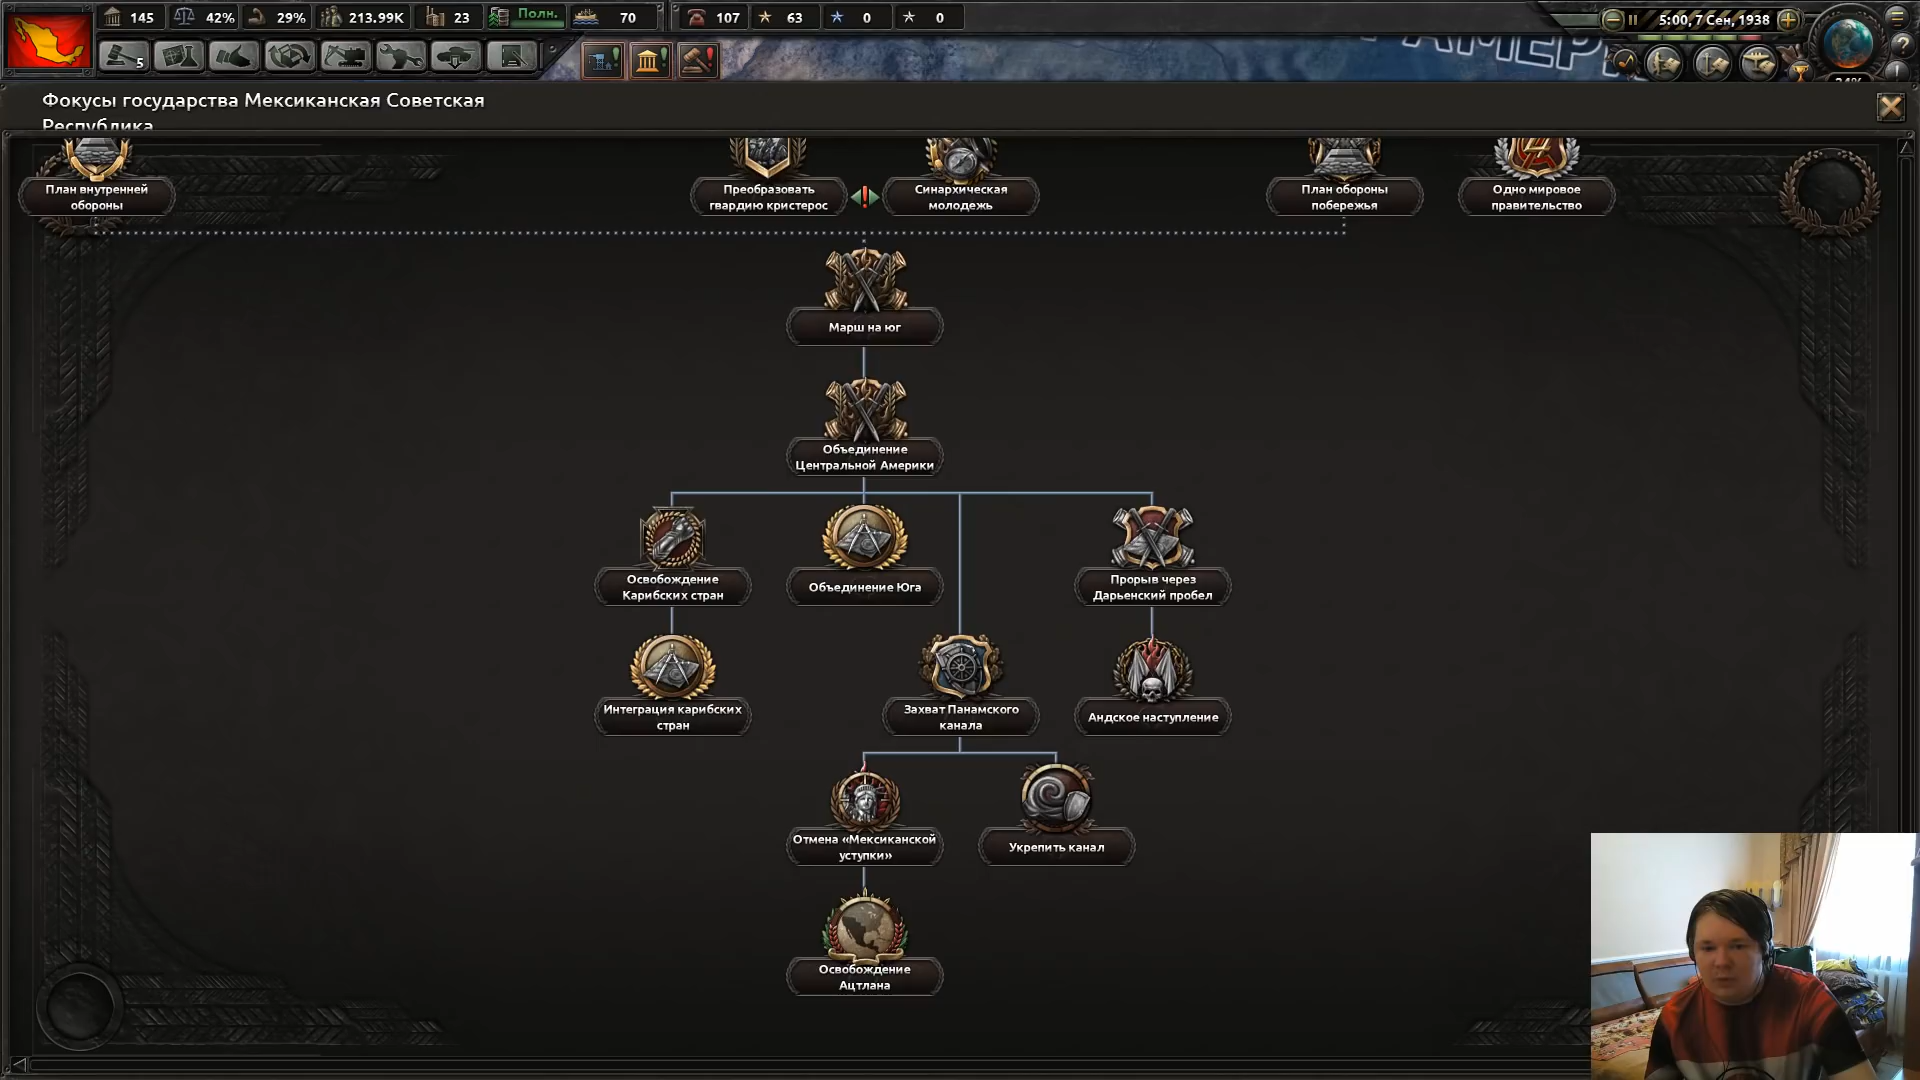 145
42%
29%
213.99K
23
Полн.
70
107
63
0
0
5:00, 7 Сен, 1938
5
Фокусы государства Мексиканская Советская
Республика
План внутренней
обороны
Преобразовать
гвардию кристерос
Синархическая
молодежь
План обороны
побережья
Одно мировое
правительство
Марш на юг
Объединение
Центральной Америки
Освобождение
Карибских стран
Объединение Юга
Прорыв через
Дарьенский пробел
Интеграция карибских
стран
Захват Панамского
канала
Андское наступление
Отмена «Мексиканской
уступки»
Укрепить канал
Освобождение
Ацтлана